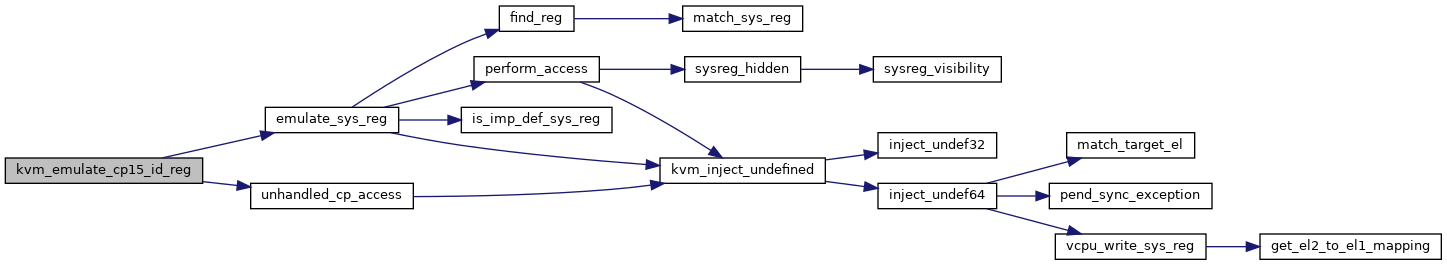 find_reg
match_sys_reg
perform_access
sysreg_hidden
sysreg_visibility
emulate_sys_reg
is_imp_def_sys_reg
inject_undef32
match_target_el
kvm_emulate_cp15_id_reg
kvm_inject_undefined
unhandled_cp_access
inject_undef64
pend_sync_exception
vcpu_write_sys_reg
get_el2_to_el1_mapping